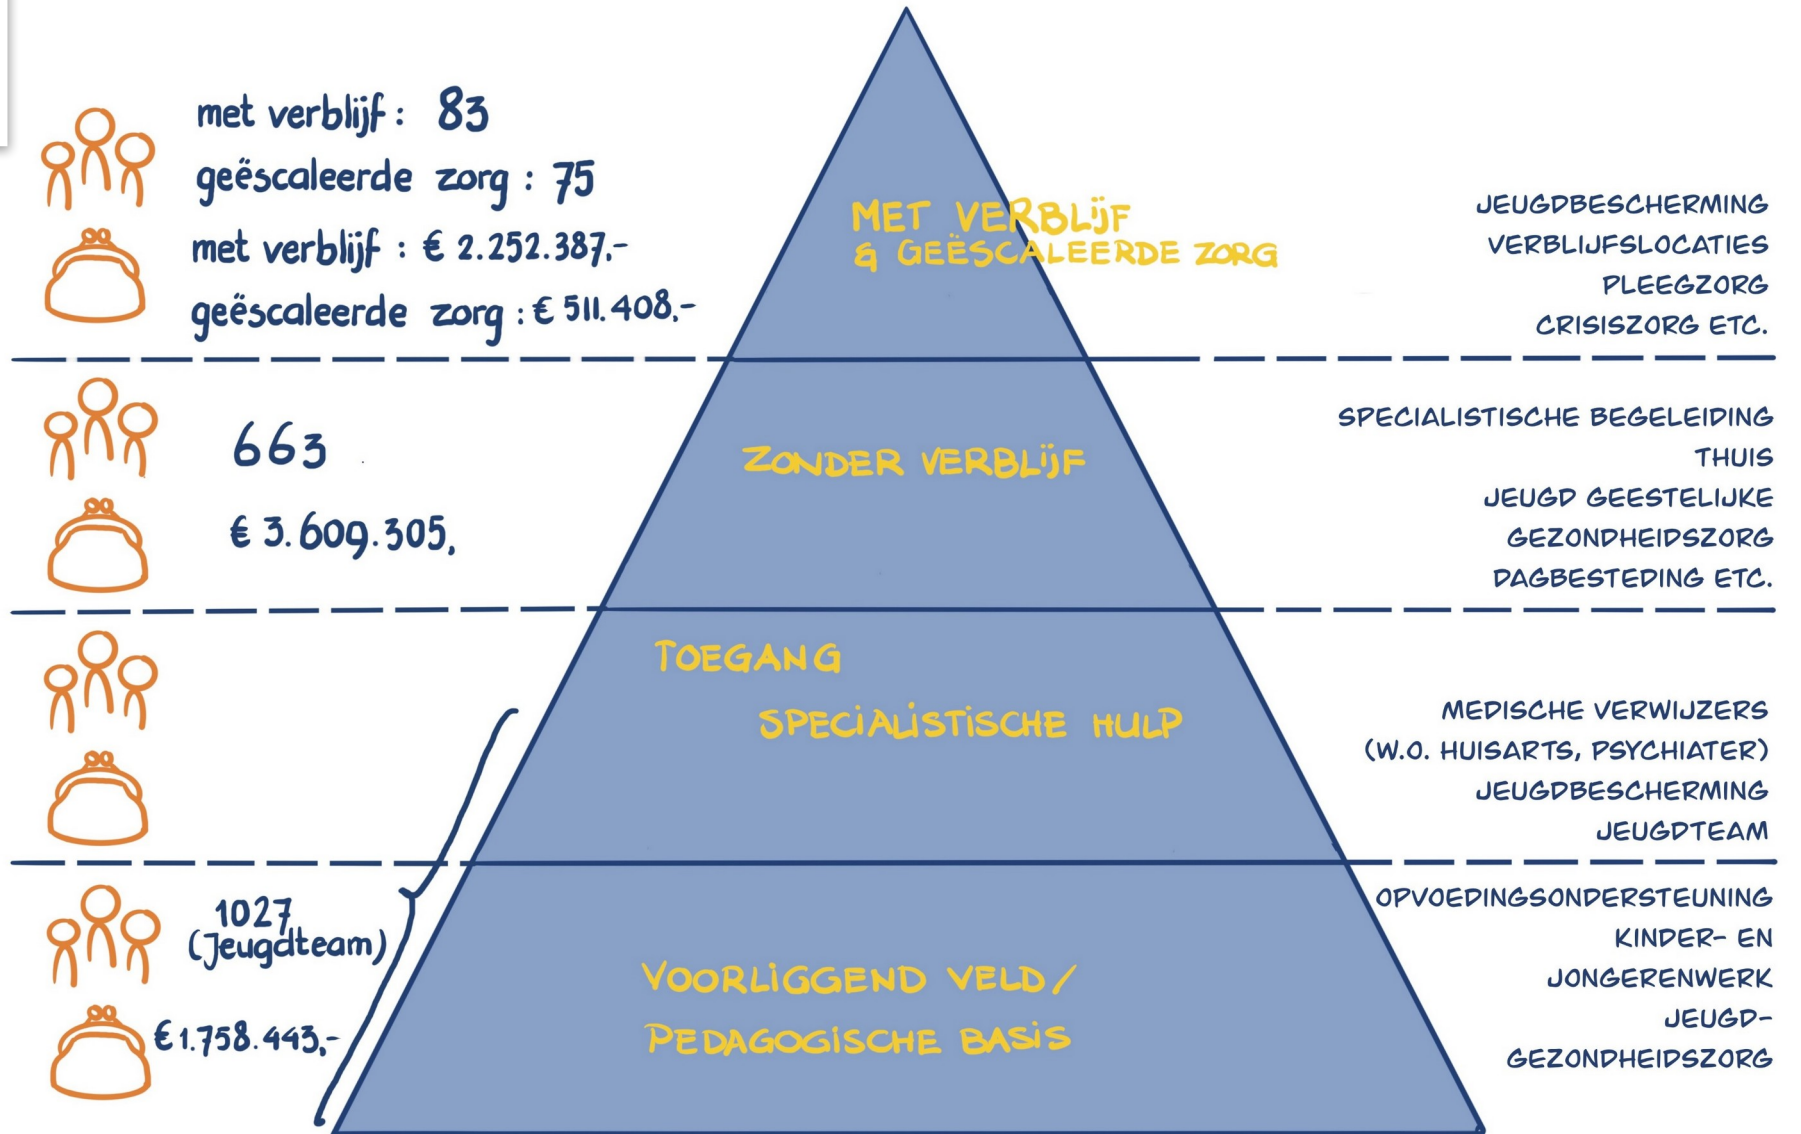 met verblijf: 83
geëscaleerde zorg: 75
met verblijf: € 2.252.387,-
geëscaleerde zorg: € 511.408,-
MET VERBLIJF
& GEËSCALEERDE ZORG
JEUGDBESCHERMING
VERBLIJFSLOCATIES
PLEEGZORG
CRISISZORG ETC.
663
€ 3.609.305,
ZONDER VERBLIJF
SPECIALISTISCHE BEGELEIDING
THUIS
JEUGD GEESTELIJKE
GEZONDHEIDSZORG
DAGBESTEDING ETC.
TOEGANG
SPECIALISTISCHE HULP
MEDISCHE VERWIJZERS
(W.O. HUISARTS, PSYCHIATER)
JEUGDBESCHERMING
JEUGDTEAM
1027
(Jeugdteam)
€ 1.758.443,-
VOORLIGGEND VELD/
PEDAGOGISCHE BASIS
OPVOEDINGSONDERSTEUNING
KINDER- EN
JONGERENWERK
JEUGD-
GEZONDHEIDSZORG